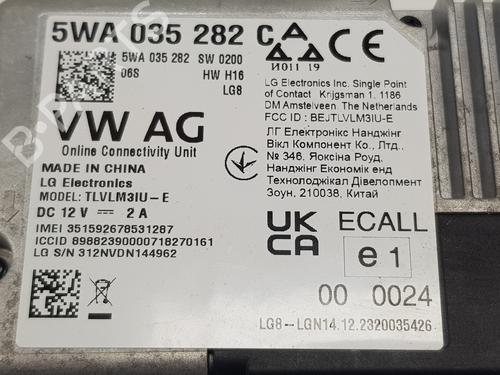 5WA 035 282 C
5WA 035 282 SW 0200
06S HW H16
LG8
VW AG
Online Connectivity Unit
MADE IN CHINA
LG Electronics
MODEL: TLVLM3IU-E
DC 12 V 2 A
IMEI 351592678531287
ICCID 89882390000718270161
LG S/N 312NVDN144962
И011 19
LG Electronics Inc. Single Point
of Contact Krijgsman 1, 1186
DM Amstelveen The Netherlands
FCC ID : BEJTLVLM3IU-E
ЛГ Електронікс Нанджінг
Вікл Компонент Ко., Лтд.
№ 346, Яоксіна Роуд,
Нанджінг Економік енд
Технолоджікал Дівелопмент
Зоун, 210038, Китай
UK
CA
ECALL
e 1
00 0024
LG8-LGN14.12.2320035426